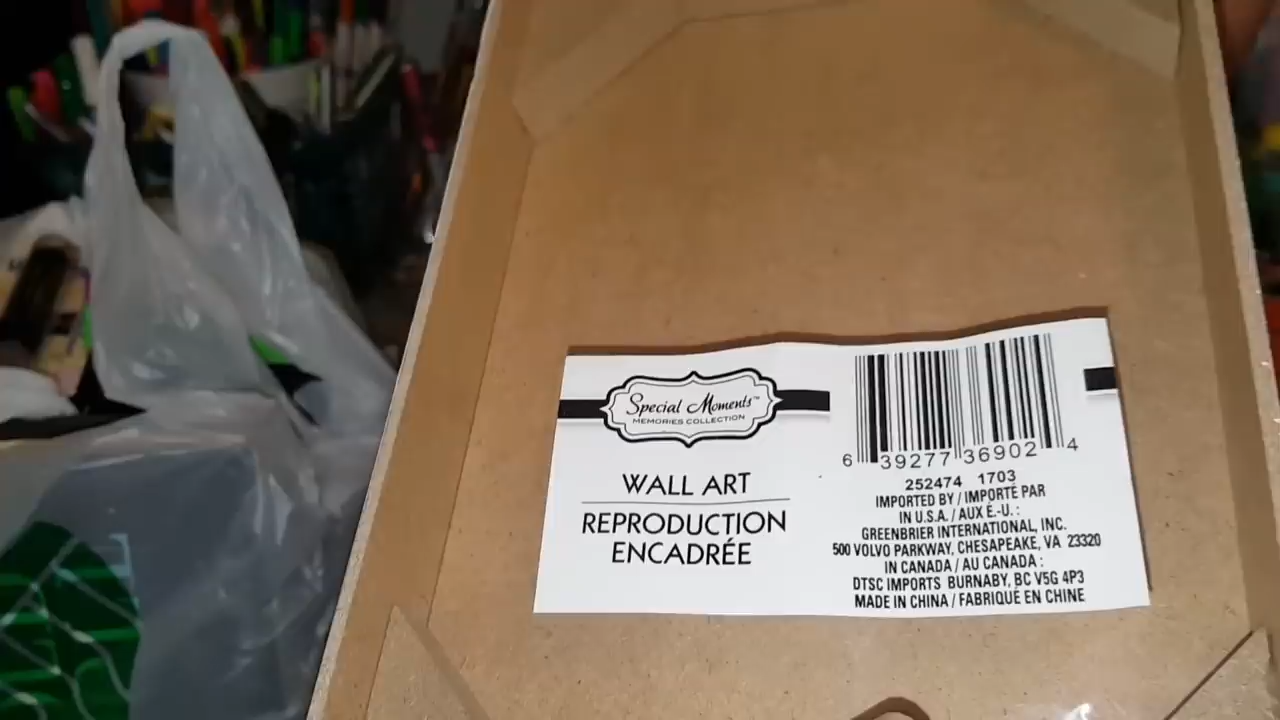 Special Moments™
MEMORIES COLLECTION
WALL ART
REPRODUCTION
ENCADRÉE
6 39277 36902 4
252474 1703
IMPORTED BY / IMPORTÉ PAR
IN U.S.A. / AUX É.-U. :
GREENBRIER INTERNATIONAL, INC.
500 VOLVO PARKWAY, CHESAPEAKE, VA 23320
IN CANADA / AU CANADA :
DTSC IMPORTS BURNABY, BC V5G 4P3
MADE IN CHINA / FABRIQUÉ EN CHINE